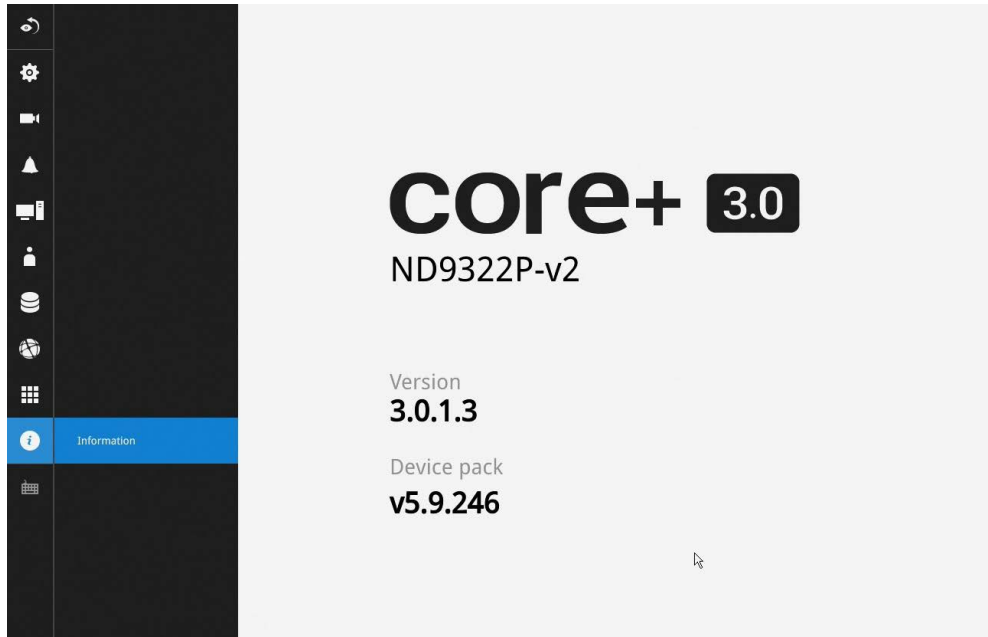 core+ 3.0
ND9322P-v2
Version
3.0.1.3
Information
Device pack
v5.9.246